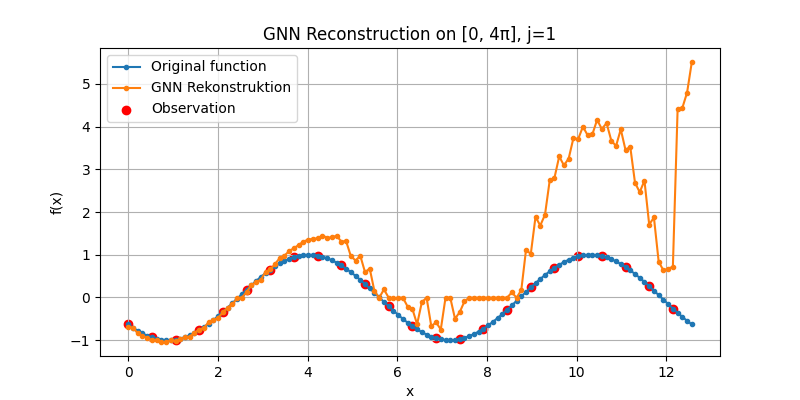 GNN Reconstruction on [0, 4π], j=1
Original function
GNN Rekonstruktion
Observation
f(x)
5
4
3
2
1
0
−1
0
2
4
6
8
10
12
x